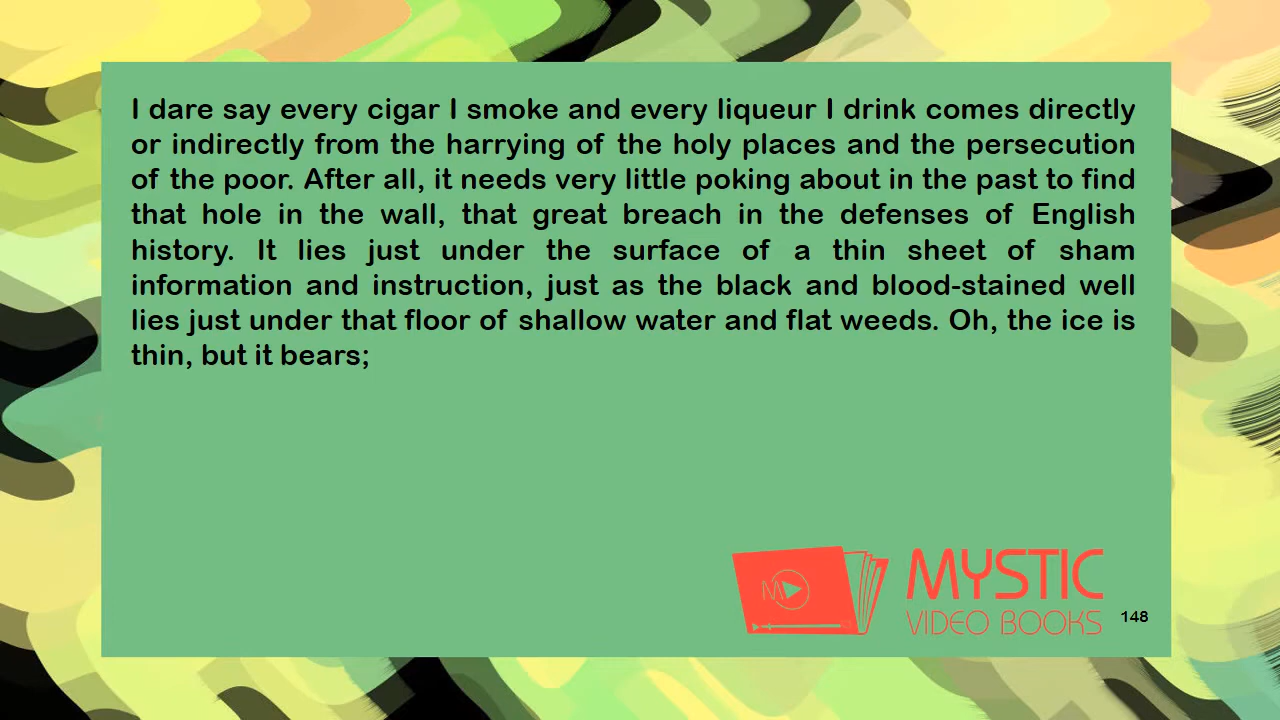 I dare say every cigar I smoke and every liqueur I drink comes directly
or indirectly from the harrying of the holy places and the persecution
of the poor. After all, it needs very little poking about in the past to find
that hole in the wall, that great breach in the defenses of English
history. It lies just under the surface of a thin sheet of sham
information and instruction, just as the black and blood-stained well
lies just under that floor of shallow water and flat weeds. Oh, the ice is
thin, but it bears;
M
MYSTIC
VIDEO BOOKS
148